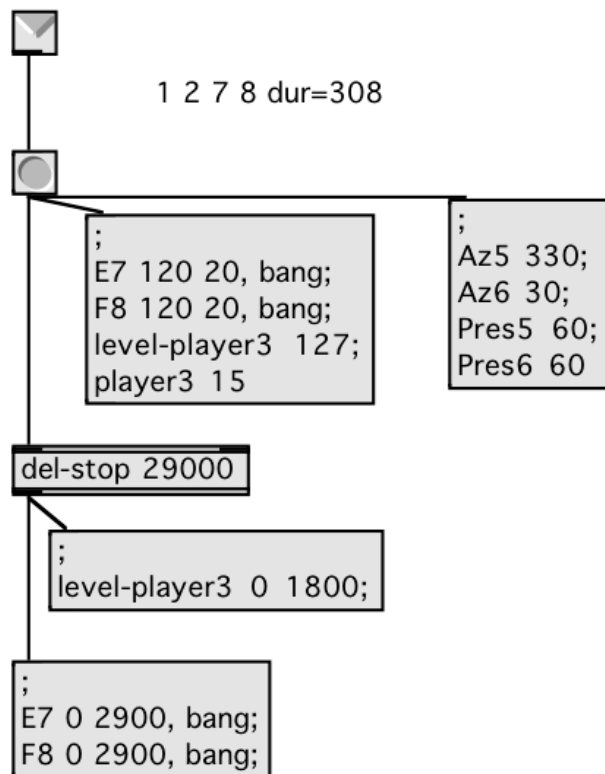 1 2 7 8 dur=308
;
E7 120 20, bang;
F8 120 20, bang;
level-player3 127;
player3 15
;
Az5 330;
Az6 30;
Pres5 60;
Pres6 60
del-stop 29000
;
level-player3 0 1800;
;
E7 0 2900, bang;
F8 0 2900, bang;